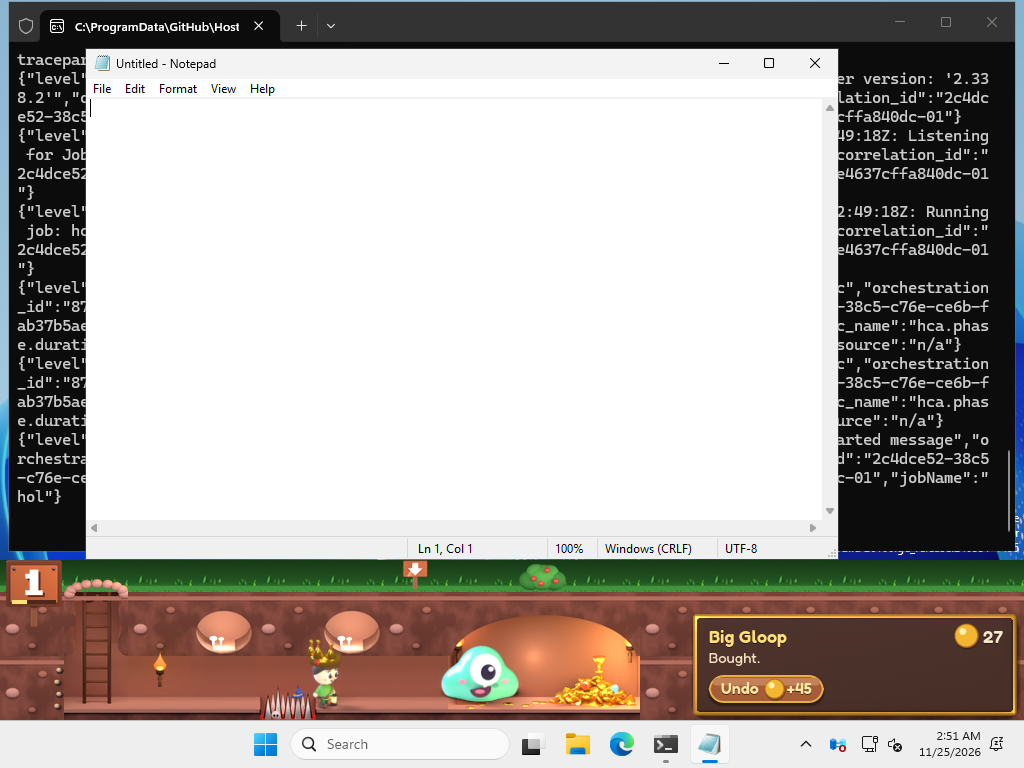 C:\ProgramData\GitHub\Host
tracepar
Untitled - Notepad
File Edit Format View Help
{"level" er version: '2.33
8.2'","c lation_id":"2c4dc
e52-38c5 cffa840dc-01"}
{"level" 49:18Z: Listening
for Job correlation_id":"
2c4dce52 e4637cffa840dc-01
"}
{"level" 2:49:18Z: Running
job: ho correlation_id":"
2c4dce52 e4637cffa840dc-01
"}
{"level" c","orchestration
_id":"87 -38c5-c76e-ce6b-f
ab37b5ae c_name":"hca.phas
e.durati source":"n/a"}
{"level" c","orchestration
_id":"87 -38c5-c76e-ce6b-f
ab37b5ae c_name":"hca.phas
e.durati urce":"n/a"}
{"level" arted message","o
rchestra d":"2c4dce52-38c5
-c76e-ce c-01","jobName":"
hol"}
Ln 1, Col 1 100% Windows (CRLF) UTF-8
1
Big Gloop 27
Bought.
Undo +45
Search
2:51 AM
11/25/2026